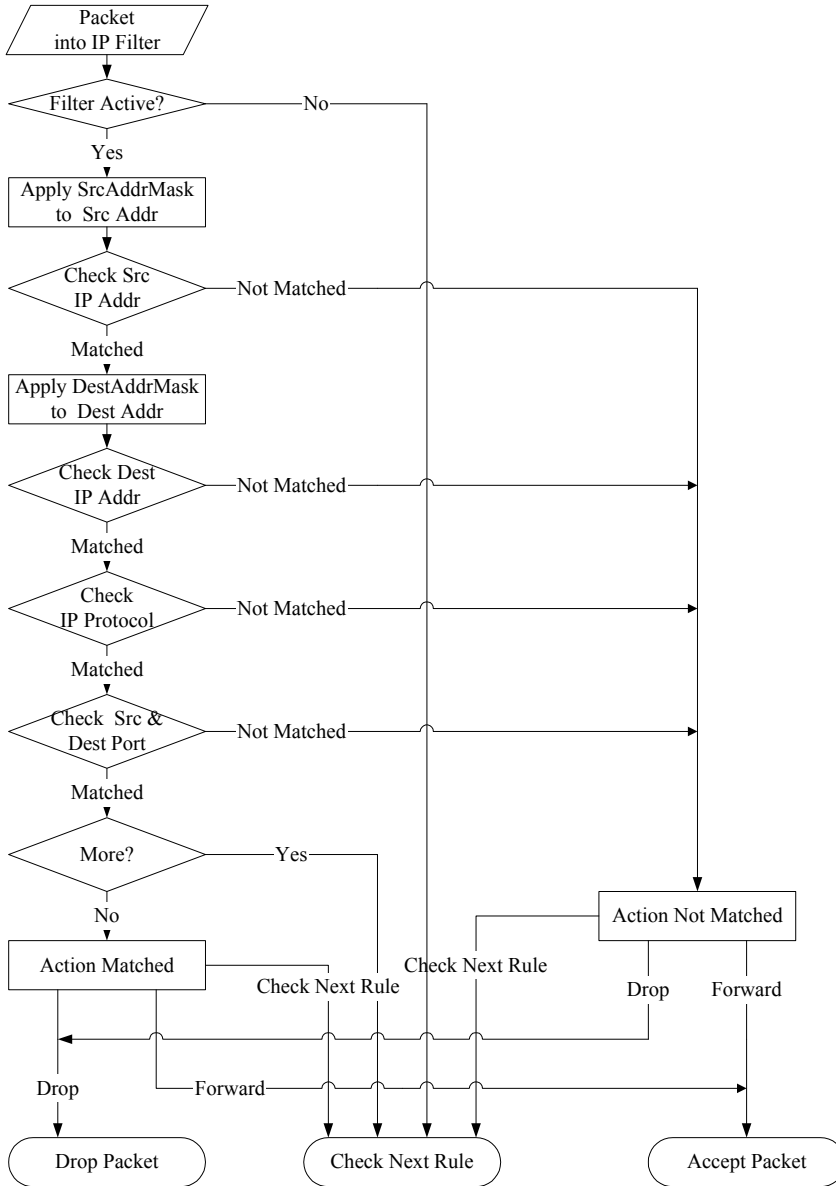 Packet
into IP Filter
Filter Active?
No
Yes
Apply SrcAddrMask
to Src Addr
Check Src
IP Addr
Not Matched
Matched
Apply DestAddrMask
to Dest Addr
Check Dest
IP Addr
Not Matched
Matched
Check
IP Protocol
Not Matched
Matched
Check Src &
Dest Port
Not Matched
Matched
More?
Yes
No
Action Not Matched
Action Matched
Check Next Rule
Check Next Rule
Drop
Forward
Drop
Forward
Drop Packet
Check Next Rule
Accept Packet